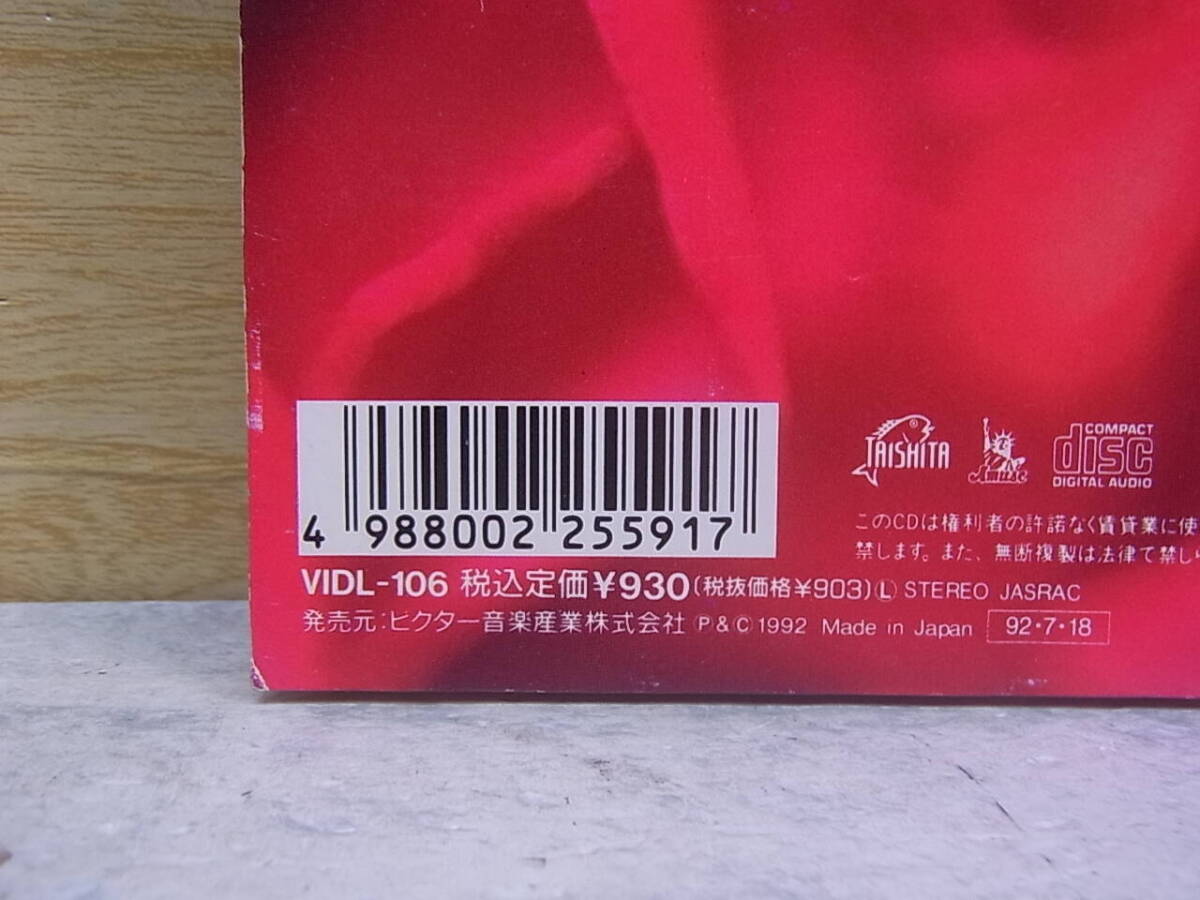 4 988002 255917
TAISHITA
Amuse
COMPACT
disc
DIGITAL AUDIO
このCDは権利者の許諾なく賃貸業に使
禁します。また、無断複製は法律で禁じ
VIDL-106 税込定価¥930(税抜価格¥903)Ⓛ STEREO JASRAC
発売元:ビクター音楽産業株式会社 Ⓟ&Ⓒ 1992 Made in Japan 92・7・18